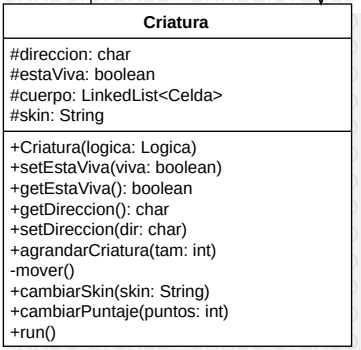 Criatura
#direccion: char
#estaViva: boolean
#cuerpo: LinkedList<Celda>
#skin: String
+Criatura(logica: Logica)
+setEstaViva(viva: boolean)
+getEstaViva(): boolean
+getDireccion(): char
+setDireccion(dir: char)
+agrandarCriatura(tam: int)
-mover()
+cambiarSkin(skin: String)
+cambiarPuntaje(puntos: int)
+run()